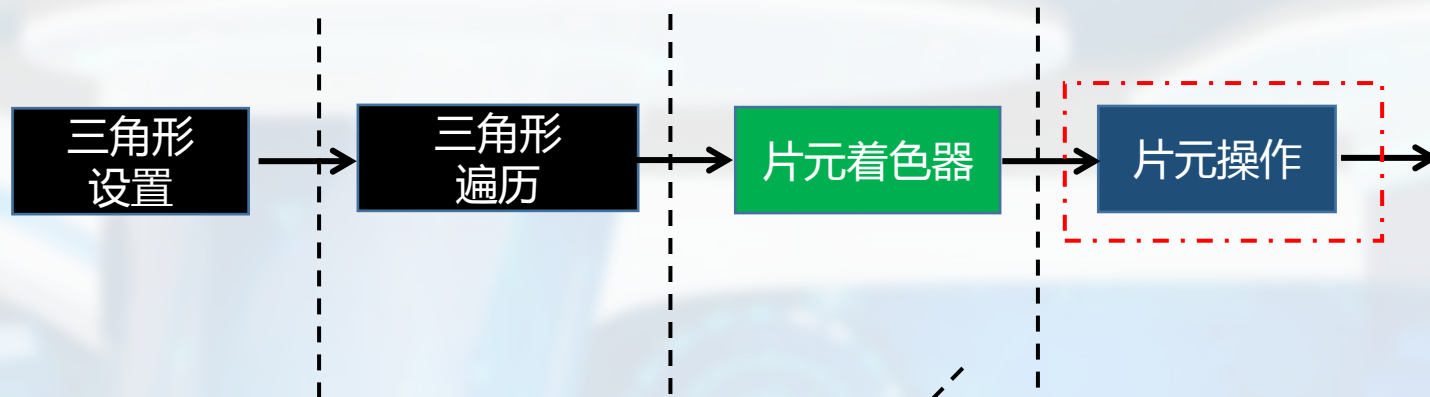 三角形
设置
三角形
遍历
片元着色器
片元操作